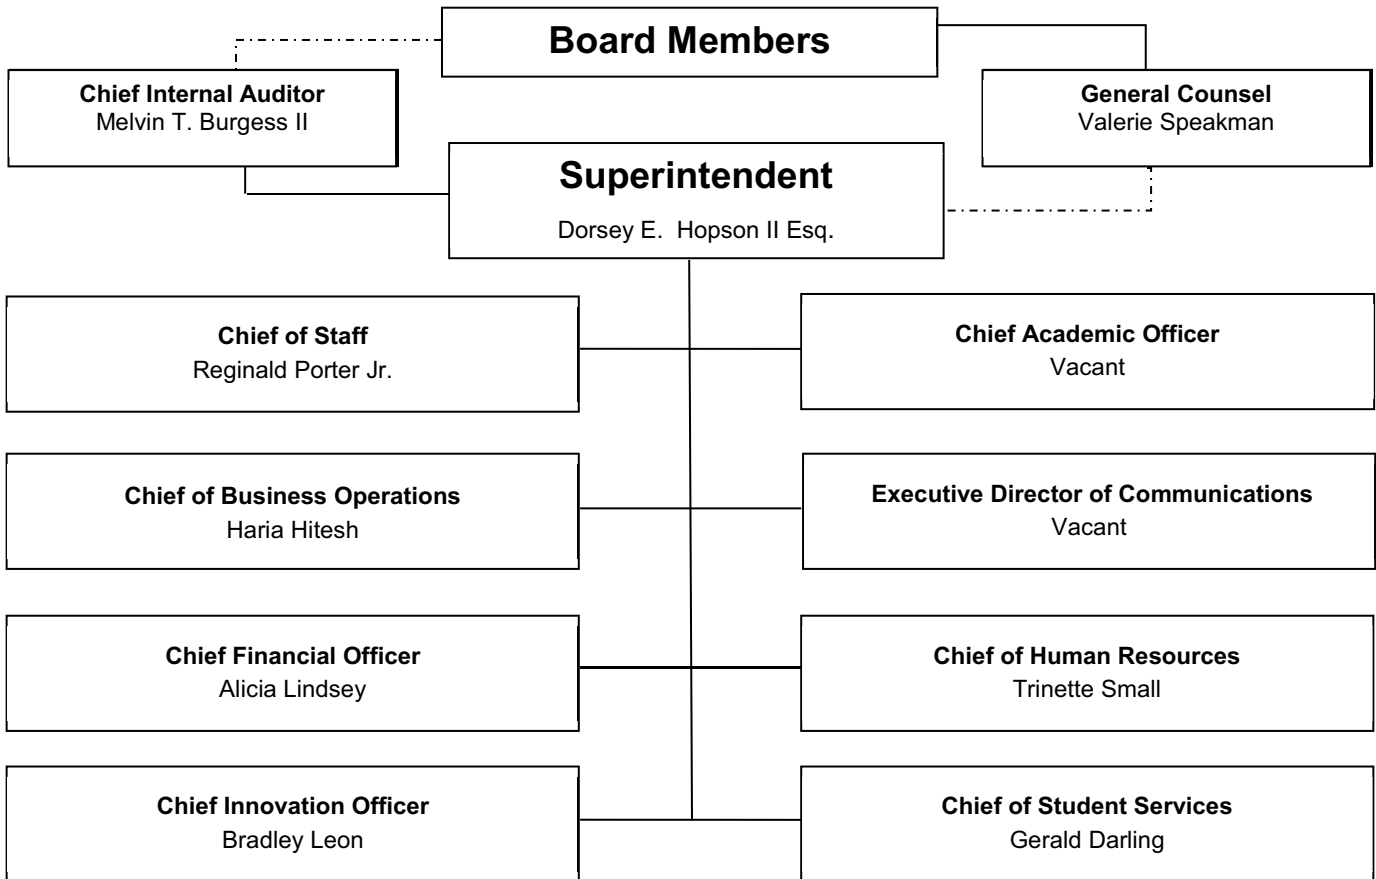 Board Members
Chief Internal Auditor
Melvin T. Burgess II
General Counsel
Valerie Speakman
Superintendent
Dorsey E. Hopson II Esq.
Chief of Staff
Reginald Porter Jr.
Chief Academic Officer
Vacant
Chief of Business Operations
Haria Hitesh
Executive Director of Communications
Vacant
Chief Financial Officer
Alicia Lindsey
Chief of Human Resources
Trinette Small
Chief Innovation Officer
Bradley Leon
Chief of Student Services
Gerald Darling